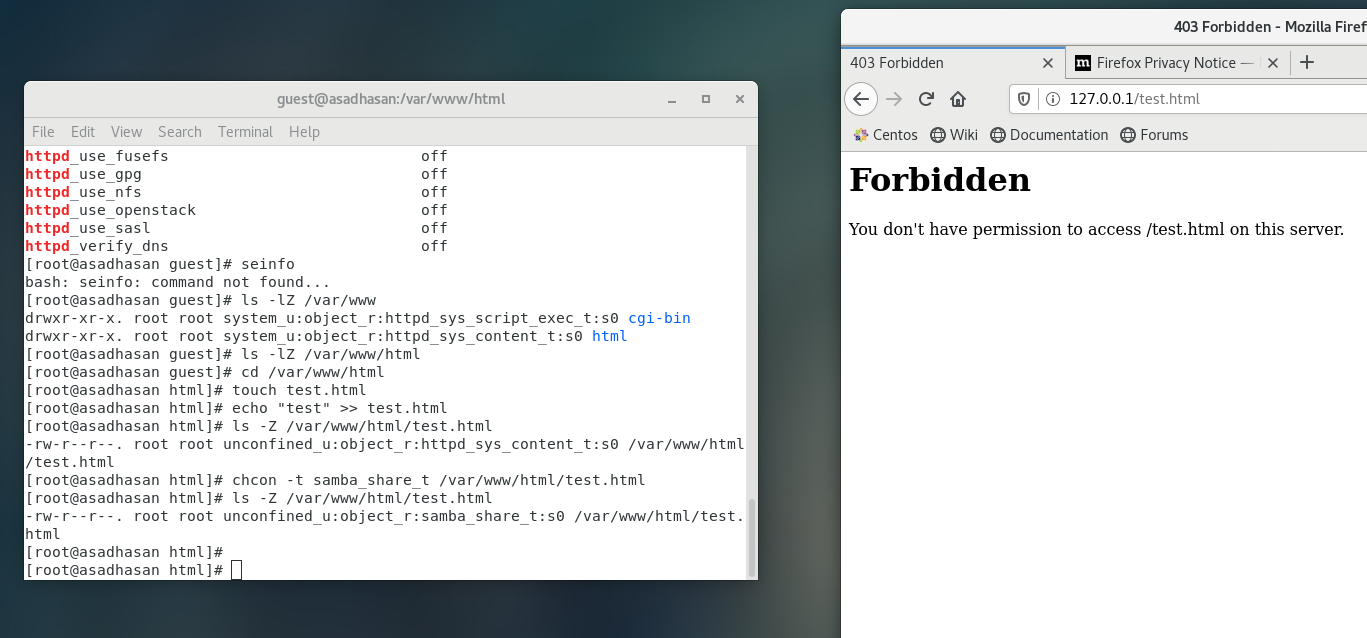 guest@asadhasan:/var/www/html
File Edit View Search Terminal Help
httpd_use_fusefs off
httpd_use_gpg off
httpd_use_nfs off
httpd_use_openstack off
httpd_use_sasl off
httpd_verify_dns off
[root@asadhasan guest]# seinfo
bash: seinfo: command not found...
[root@asadhasan guest]# ls -lZ /var/www
drwxr-xr-x. root root system_u:object_r:httpd_sys_script_exec_t:s0 cgi-bin
drwxr-xr-x. root root system_u:object_r:httpd_sys_content_t:s0 html
[root@asadhasan guest]# ls -lZ /var/www/html
[root@asadhasan guest]# cd /var/www/html
[root@asadhasan html]# touch test.html
[root@asadhasan html]# echo "test" >> test.html
[root@asadhasan html]# ls -Z /var/www/html/test.html
-rw-r--r--. root root unconfined_u:object_r:httpd_sys_content_t:s0 /var/www/html
/test.html
[root@asadhasan html]# chcon -t samba_share_t /var/www/html/test.html
[root@asadhasan html]# ls -Z /var/www/html/test.html
-rw-r--r--. root root unconfined_u:object_r:samba_share_t:s0 /var/www/html/test.
html
[root@asadhasan html]#
[root@asadhasan html]#
403 Forbidden - Mozilla Firef
403 Forbidden
Firefox Privacy Notice —
127.0.0.1/test.html
Centos Wiki Documentation Forums
Forbidden
You don't have permission to access /test.html on this server.